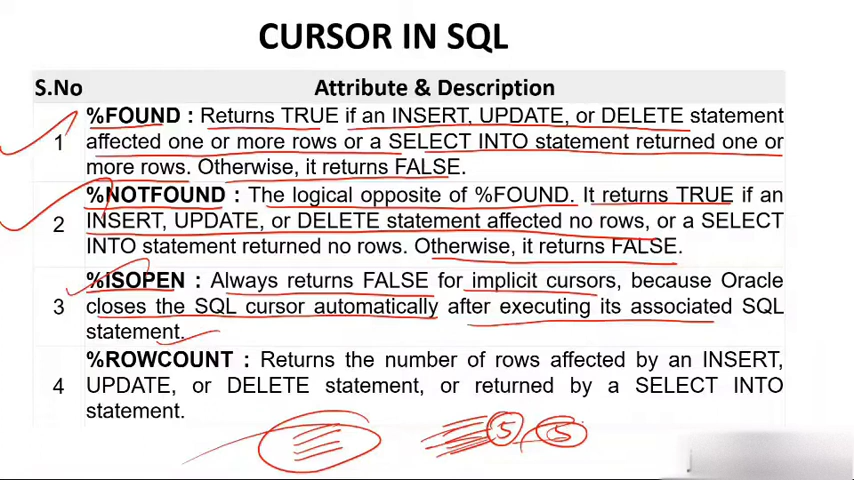 CURSOR IN SQL
S.No Attribute & Description
1 %FOUND : Returns TRUE if an INSERT, UPDATE, or DELETE statement
affected one or more rows or a SELECT INTO statement returned one or
more rows. Otherwise, it returns FALSE.
2 %NOTFOUND : The logical opposite of %FOUND. It returns TRUE if an
INSERT, UPDATE, or DELETE statement affected no rows, or a SELECT
INTO statement returned no rows. Otherwise, it returns FALSE.
3 %ISOPEN : Always returns FALSE for implicit cursors, because Oracle
closes the SQL cursor automatically after executing its associated SQL
statement.
4 %ROWCOUNT : Returns the number of rows affected by an INSERT,
UPDATE, or DELETE statement, or returned by a SELECT INTO
statement.
5 5